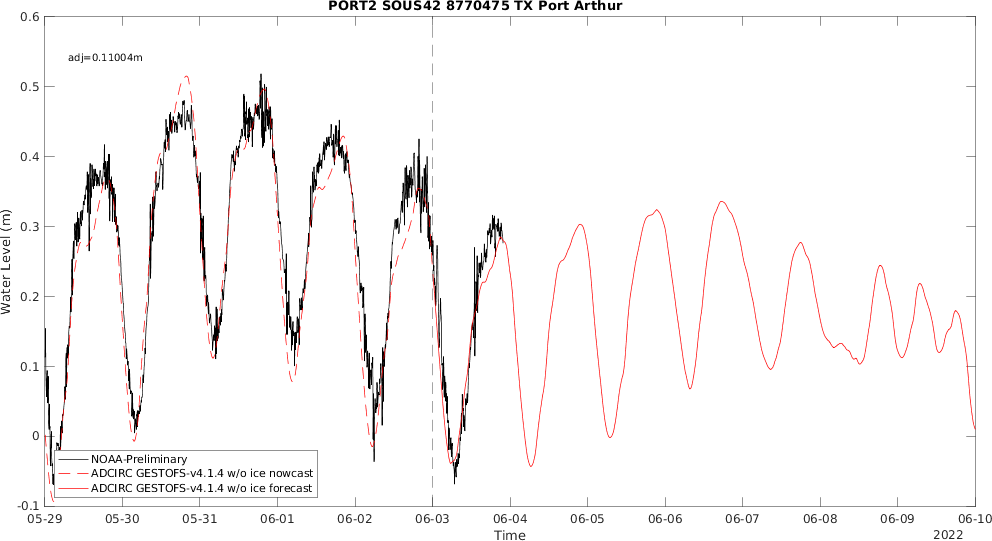 PORT2 SOUS42 8770475 TX Port Arthur
adj=0.11004m
0.6
0.5
0.4
0.3
0.2
0.1
0
-0.1
Water Level (m)
NOAA-Preliminary
ADCIRC GESTOFS-v4.1.4 w/o ice nowcast
ADCIRC GESTOFS-v4.1.4 w/o ice forecast
05-29 05-30 05-31 06-01 06-02 06-03 06-04 06-05 06-06 06-07 06-08 06-09 06-10
Time
2022